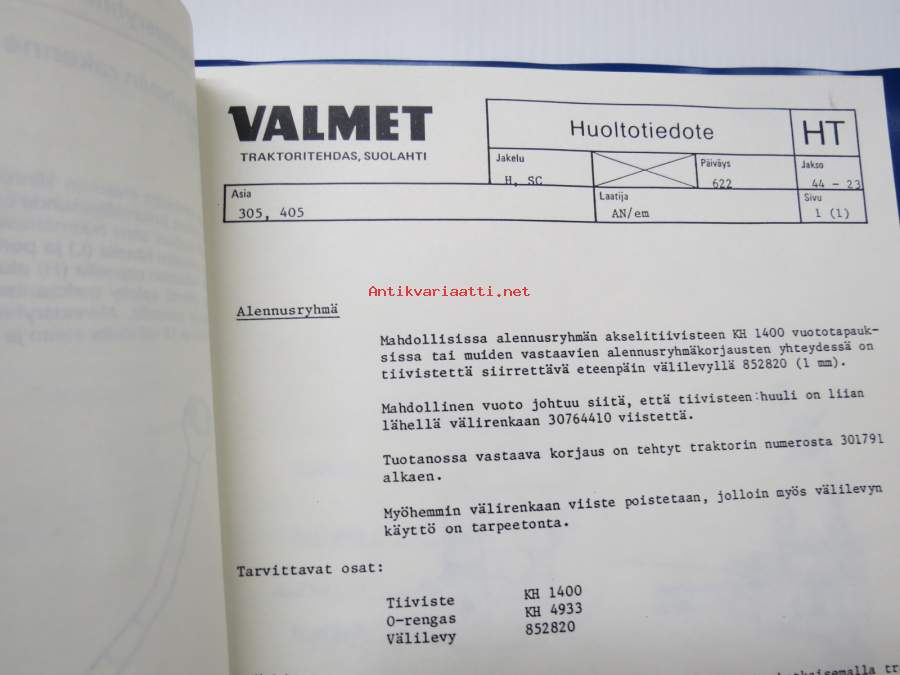 VALMET
TRAKTORITEHDAS, SUOLAHTI
Huoltotiedote
HT
Jakelu
H, SC
Päiväys
622
Jakso
44 - 23
Asia
305, 405
Laatija
AN/em
Sivu
1 (1)
Antikvariaatti.net
Alennusryhmä
Mahdollisissa alennusryhmän akselitiivisteen KH 1400 vuototapauk-
sissa tai muiden vastaavien alennusryhmäkorjausten yhteydessä on
tiivistettä siirrettävä eteenpäin välilevyllä 852820 (1 mm).
Mahdollinen vuoto johtuu siitä, että tiivisteen huuli on liian
lähellä välirenkaan 30764410 viistettä.
Tuotanossa vastaava korjaus on tehtyt traktorin numerosta 301791
alkaen.
Myöhemmin välirenkaan viiste poistetaan, jolloin myös välilevyn
käyttö on tarpeetonta.
Tarvittavat osat:
Tiiviste KH 1400
O-rengas KH 4933
Välilevy 852820